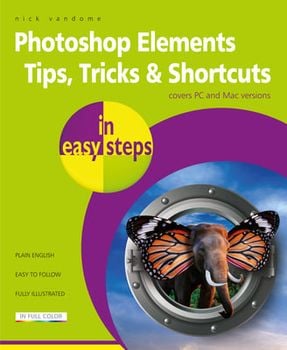 nick vandome
Photoshop Elements
Tips, Tricks & Shortcuts
covers PC and Mac versions
in
easy steps
PLAIN ENGLISH
EASY TO FOLLOW
FULLY ILLUSTRATED
IN FULL COLOR